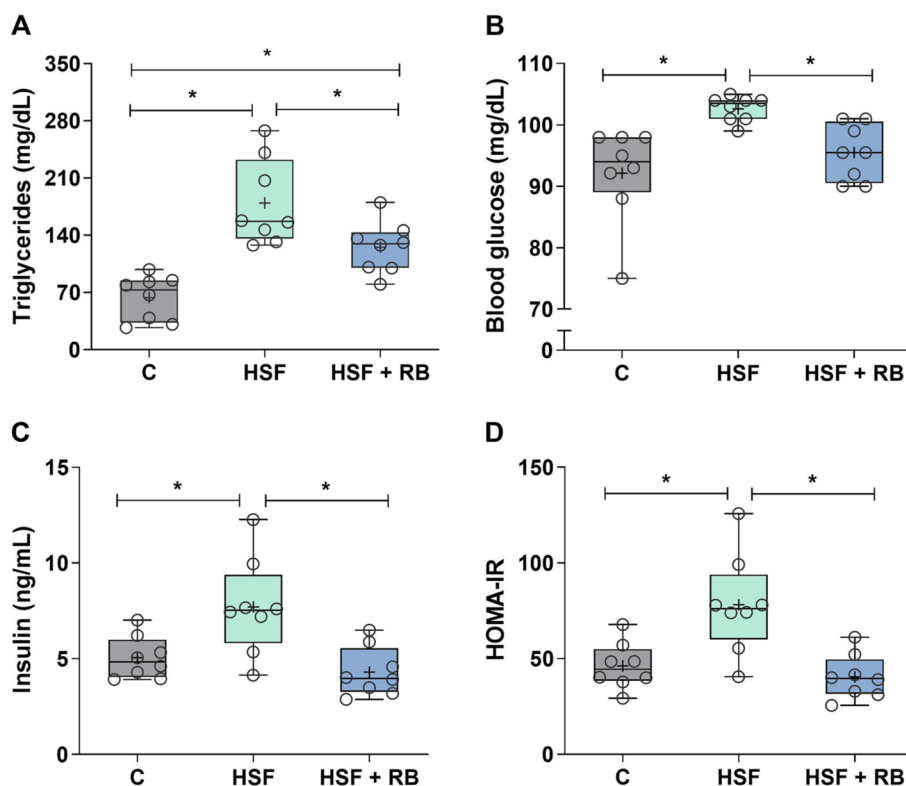 A
Triglycerides (mg/dL)
350
280
210
140
70
0
*
*
*
C
HSF
HSF + RB
B
Blood glucose (mg/dL)
110
100
90
80
70
0
*
*
C
HSF
HSF + RB
C
Insulin (ng/mL)
15
10
5
0
*
*
C
HSF
HSF + RB
D
HOMA-IR
150
100
50
0
*
*
C
HSF
HSF + RB